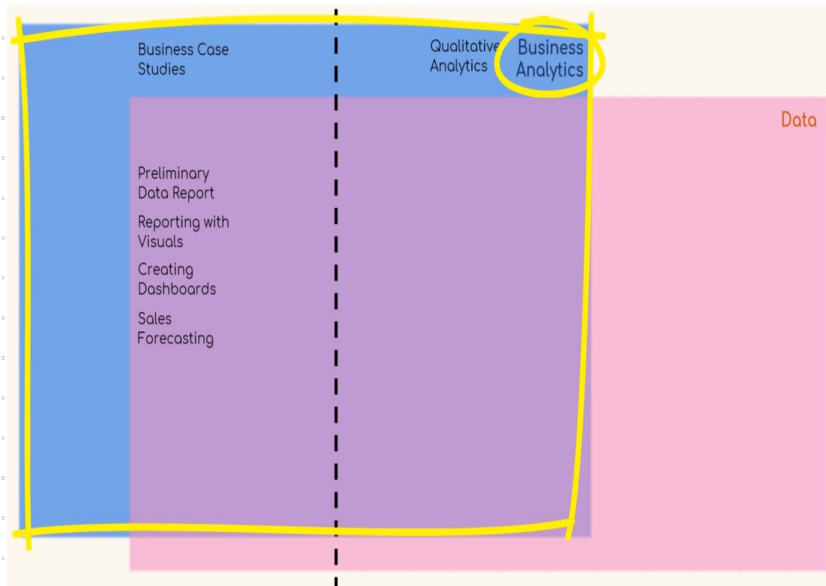 Business Case
Studies
Qualitative
Analytics
Business
Analytics
Data
Preliminary
Data Report
Reporting with
Visuals
Creating
Dashboards
Sales
Forecasting